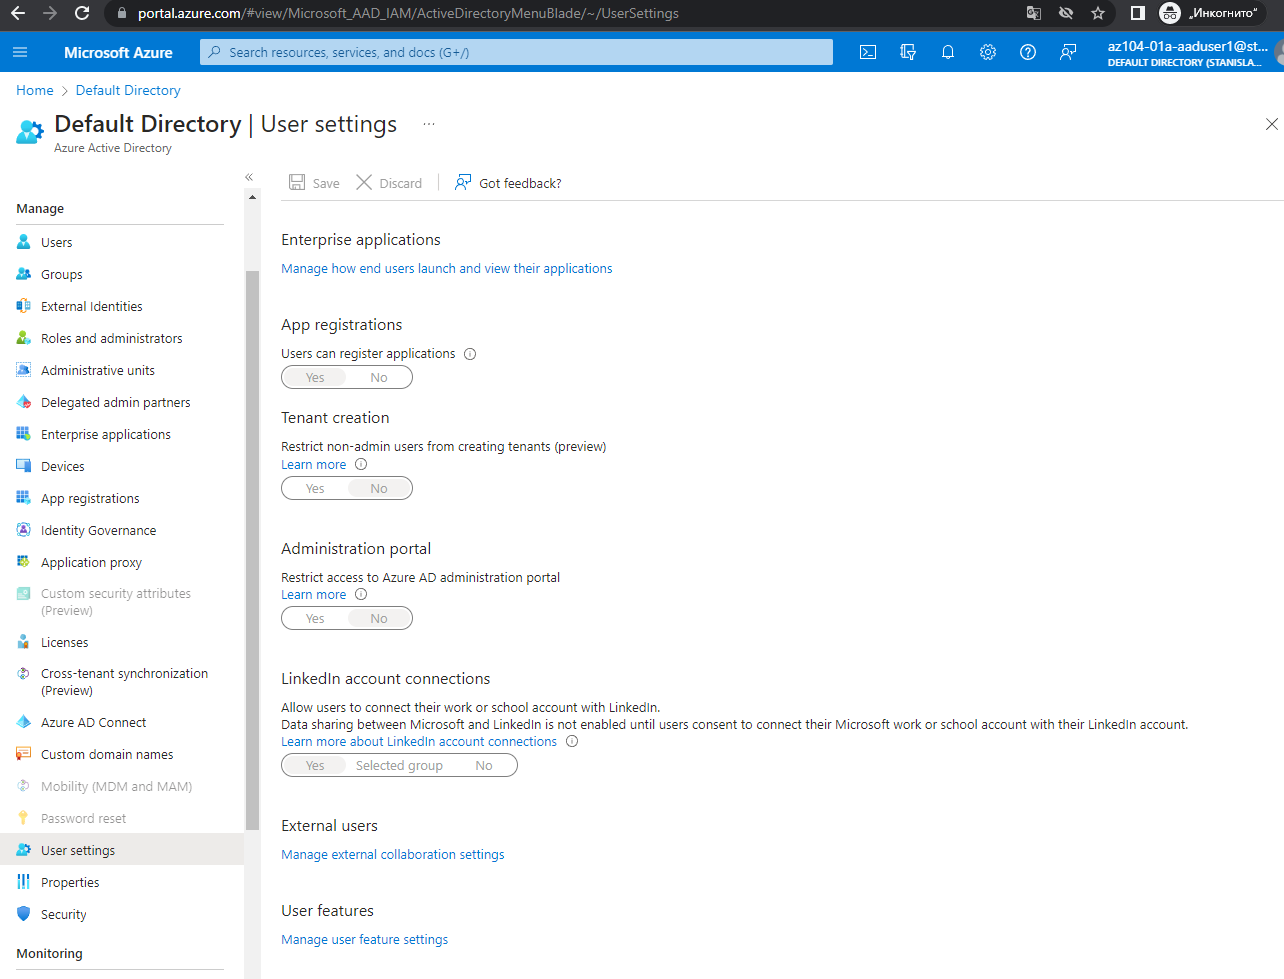 portal.azure.com/#view/Microsoft_AAD_IAM/ActiveDirectoryMenuBlade/~/UserSettings
„Инкогнито“
Microsoft Azure
Search resources, services, and docs (G+/)
az104-01a-aaduser1@st...
DEFAULT DIRECTORY (STANISLA...
Home > Default Directory
Default Directory | User settings ...
Azure Active Directory
«
Save
Discard
Got feedback?
Manage
Users
Groups
External Identities
Roles and administrators
Administrative units
Delegated admin partners
Enterprise applications
Devices
App registrations
Identity Governance
Application proxy
Custom security attributes
(Preview)
Licenses
Cross-tenant synchronization
(Preview)
Azure AD Connect
Custom domain names
Mobility (MDM and MAM)
Password reset
User settings
Properties
Security
Monitoring
Enterprise applications
Manage how end users launch and view their applications
App registrations
Users can register applications
Yes No
Tenant creation
Restrict non-admin users from creating tenants (preview)
Learn more
Yes No
Administration portal
Restrict access to Azure AD administration portal
Learn more
Yes No
LinkedIn account connections
Allow users to connect their work or school account with LinkedIn.
Data sharing between Microsoft and LinkedIn is not enabled until users consent to connect their Microsoft work or school account with their LinkedIn account.
Learn more about LinkedIn account connections
Yes Selected group No
External users
Manage external collaboration settings
User features
Manage user feature settings